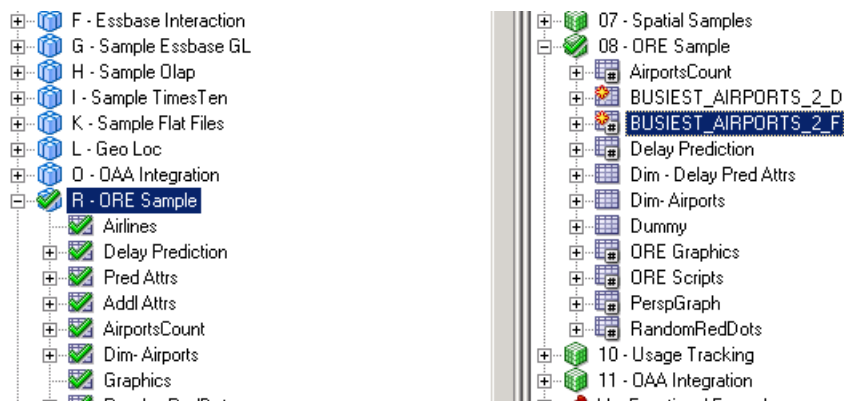 F - Essbase Interaction
G - Sample Essbase GL
H - Sample Olap
I - Sample TimesTen
K - Sample Flat Files
L - Geo Loc
O - OAA Integration
R - ORE Sample
Airlines
Delay Prediction
Pred Attrs
Addl Attrs
AirportsCount
Dim- Airports
Graphics
07 - Spatial Samples
08 - ORE Sample
AirportsCount
BUSIEST_AIRPORTS_2_D
BUSIEST_AIRPORTS_2_F
Delay Prediction
Dim - Delay Pred Attrs
Dim- Airports
Dummy
ORE Graphics
ORE Scripts
PerspGraph
RandomRedDots
10 - Usage Tracking
11 - OAA Integration